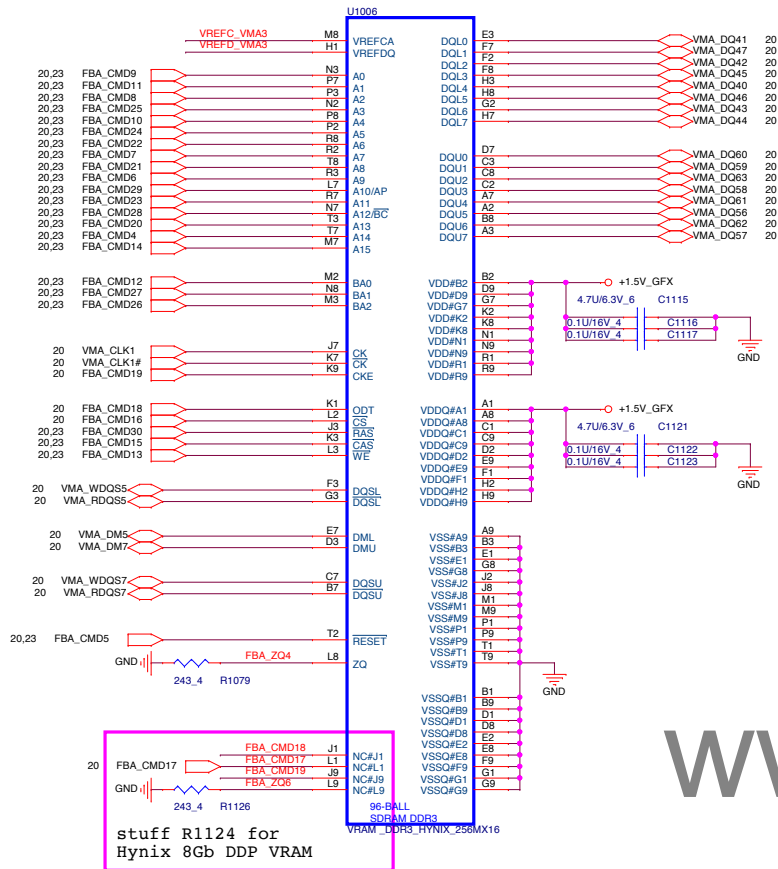 U1006
VREFC_VMA3 M8 VREFCA
VREFD_VMA3 H1 VREFDQ
20,23 FBA_CMD9 N3 A0
20,23 FBA_CMD11 P7 A1
20,23 FBA_CMD8 P3 A2
20,23 FBA_CMD25 N2 A3
20,23 FBA_CMD10 P8 A4
20,23 FBA_CMD24 P2 A5
20,23 FBA_CMD22 R8 A6
20,23 FBA_CMD7 R2 A7
20,23 FBA_CMD21 T8 A8
20,23 FBA_CMD6 R3 A9
20,23 FBA_CMD29 L7 A10/AP
20,23 FBA_CMD23 R7 A11
20,23 FBA_CMD28 N7 A12/BC
20,23 FBA_CMD20 T3 A13
20,23 FBA_CMD4 T7 A14
20,23 FBA_CMD14 M7 A15
20,23 FBA_CMD12 M2 BA0
20,23 FBA_CMD27 N8 BA1
20,23 FBA_CMD26 M3 BA2
20 VMA_CLK1 J7 CK
20 VMA_CLK1# K7 CK
20 FBA_CMD19 K9 CKE
20 FBA_CMD18 K1 ODT
20 FBA_CMD16 L2 CS
20,23 FBA_CMD30 J3 RAS
20,23 FBA_CMD15 K3 CAS
20,23 FBA_CMD13 L3 WE
20 VMA_WDQS5 F3 DQSL
20 VMA_RDQS5 G3 DQSL
20 VMA_DM5 E7 DML
20 VMA_DM7 D3 DMU
20 VMA_WDQS7 C7 DQSU
20 VMA_RDQS7 B7 DQSU
20,23 FBA_CMD5 T2 RESET
GND FBA_ZQ4 L8 ZQ
243_4 R1079
FBA_CMD18 J1 NC#J1
20 FBA_CMD17 FBA_CMD17 L1 NC#L1
FBA_CMD19 J9 NC#J9
GND FBA_ZQ6 L9 NC#L9
243_4 R1126
stuff R1124 for
Hynix 8Gb DDP VRAM
96-BALL
SDRAM DDR3
VRAM _DDR3_HYNIX_256MX16
DQL0 E3 VMA_DQ41 20
DQL1 F7 VMA_DQ47 20
DQL2 F2 VMA_DQ42 20
DQL3 F8 VMA_DQ45 20
DQL4 H3 VMA_DQ40 20
DQL5 H8 VMA_DQ46 20
DQL6 G2 VMA_DQ43 20
DQL7 H7 VMA_DQ44 20
DQU0 D7 VMA_DQ60 20
DQU1 C3 VMA_DQ59 20
DQU2 C8 VMA_DQ63 20
DQU3 C2 VMA_DQ58 20
DQU4 A7 VMA_DQ61 20
DQU5 A2 VMA_DQ56 20
DQU6 B8 VMA_DQ62 20
DQU7 A3 VMA_DQ57 20
VDD#B2 B2 +1.5V_GFX
VDD#D9 D9
VDD#G7 G7 4.7U/6.3V_6 C1115
VDD#K2 K2
VDD#K8 K8 0.1U/16V_4 C1116
VDD#N1 N1 0.1U/16V_4 C1117
VDD#N9 N9 GND
VDD#R1 R1
VDD#R9 R9
VDDQ#A1 A1 +1.5V_GFX
VDDQ#A8 A8
VDDQ#C1 C1 4.7U/6.3V_6 C1121
VDDQ#C9 C9
VDDQ#D2 D2 0.1U/16V_4 C1122
VDDQ#E9 E9 0.1U/16V_4 C1123
VDDQ#F1 F1 GND
VDDQ#H2 H2
VDDQ#H9 H9
VSS#A9 A9
VSS#B3 B3
VSS#E1 E1
VSS#G8 G8
VSS#J2 J2
VSS#J8 J8
VSS#M1 M1
VSS#M9 M9
VSS#P1 P1
VSS#P9 P9
VSS#T1 T1
VSS#T9 T9
GND
VSSQ#B1 B1
VSSQ#B9 B9
VSSQ#D1 D1
VSSQ#D8 D8
VSSQ#E2 E2
VSSQ#E8 E8
VSSQ#F9 F9
VSSQ#G1 G1
VSSQ#G9 G9